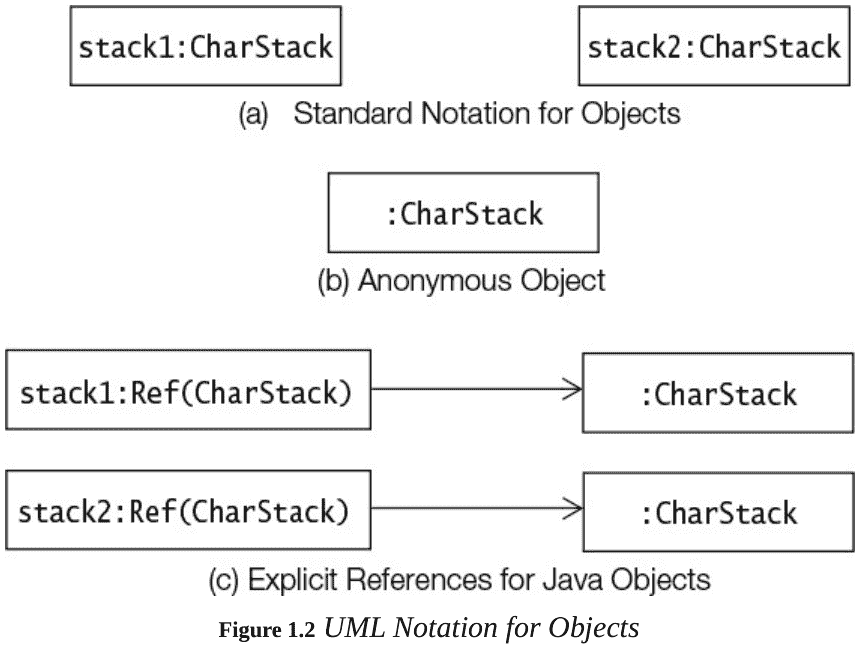 stack1:CharStack stack2:CharStack
(a) Standard Notation for Objects
:CharStack
(b) Anonymous Object
stack1:Ref(CharStack) :CharStack
stack2:Ref(CharStack) :CharStack
(c) Explicit References for Java Objects
Figure 1.2 UML Notation for Objects